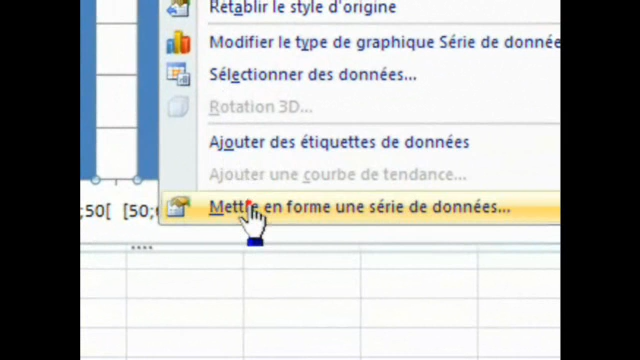 Rétablir le style d'origine
Modifier le type de graphique Série de donnée
Sélectionner des données...
Rotation 3D...
Ajouter des étiquettes de données
Ajouter une courbe de tendance...
;50[ [50;
Mettre en forme une série de données...